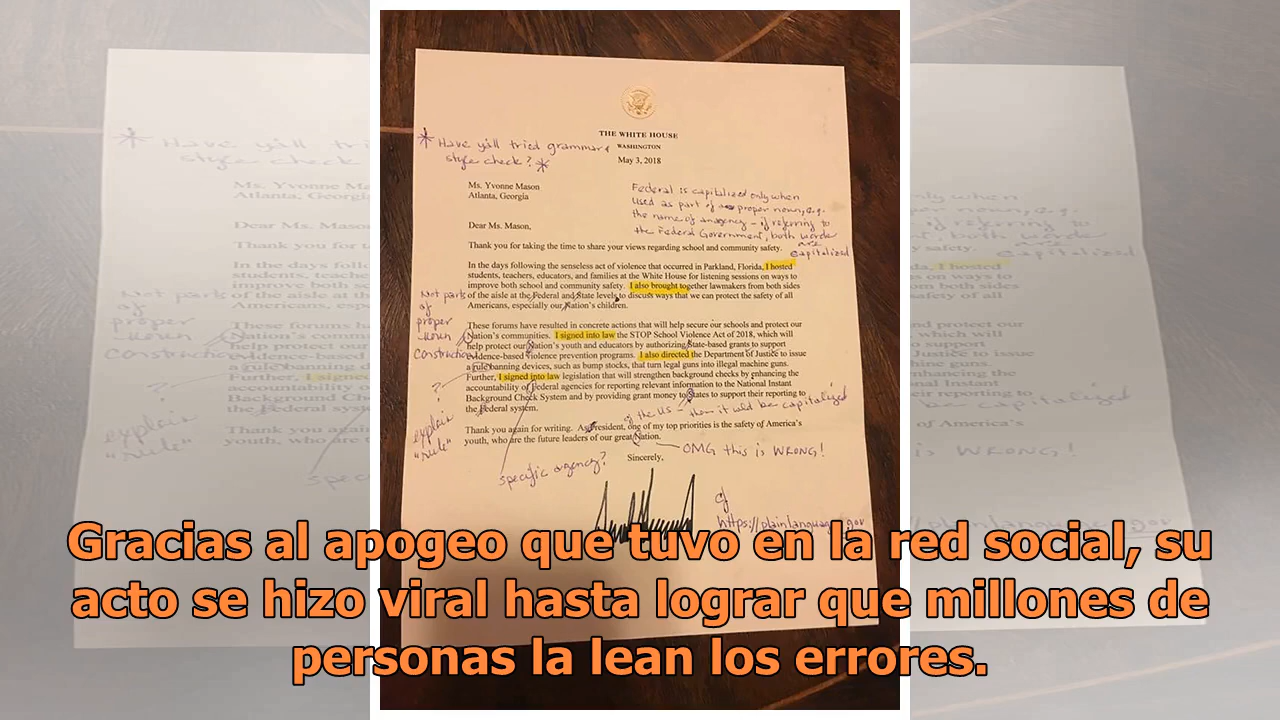 THE WHITE HOUSE
WASHINGTON
May 3, 2018
* Have y'all tried grammar &
style check? *
Ms. Yvonne Mason
Atlanta, Georgia
Federal is capitalized only when
used as part of a proper noun, e.g.
the name of an agency - if referring to
the Federal Government, both words
are
capitalized
Dear Ms. Mason,
Thank you for taking the time to share your views regarding school and community safety.
In the days following the senseless act of violence that occurred in Parkland, Florida, I hosted
students, teachers, educators, and families at the White House for listening sessions on ways to
improve both school and community safety. I also brought together lawmakers from both sides
of the aisle at the Federal and State levels to discuss ways that we can protect the safety of all
Americans, especially our Nation's children.
Not part
of
proper
noun
construction
These forums have resulted in concrete actions that will help secure our schools and protect our
Nation's communities. I signed into law the STOP School Violence Act of 2018, which will
help protect our Nation's youth and educators by authorizing State-based grants to support
evidence-based violence prevention programs. I also directed the Department of Justice to issue
a rule banning devices, such as bump stocks, that turn legal guns into illegal machine guns.
Further, I signed into law legislation that will strengthen background checks by enhancing the
accountability of Federal agencies for reporting relevant information to the National Instant
Background Check System and by providing grant money to States to support their reporting to
the Federal system.
?
explain
"rule"
of the US - then it wld be capitalized
Thank you again for writing. As President, one of my top priorities is the safety of America's
youth, who are the future leaders of our great Nation.
OMG this is WRONG!
Sincerely,
specific agency?
cf
https://plainlanguage.gov
Gracias al apogeo que tuvo en la red social, su
acto se hizo viral hasta lograr que millones de
personas la lean los errores.